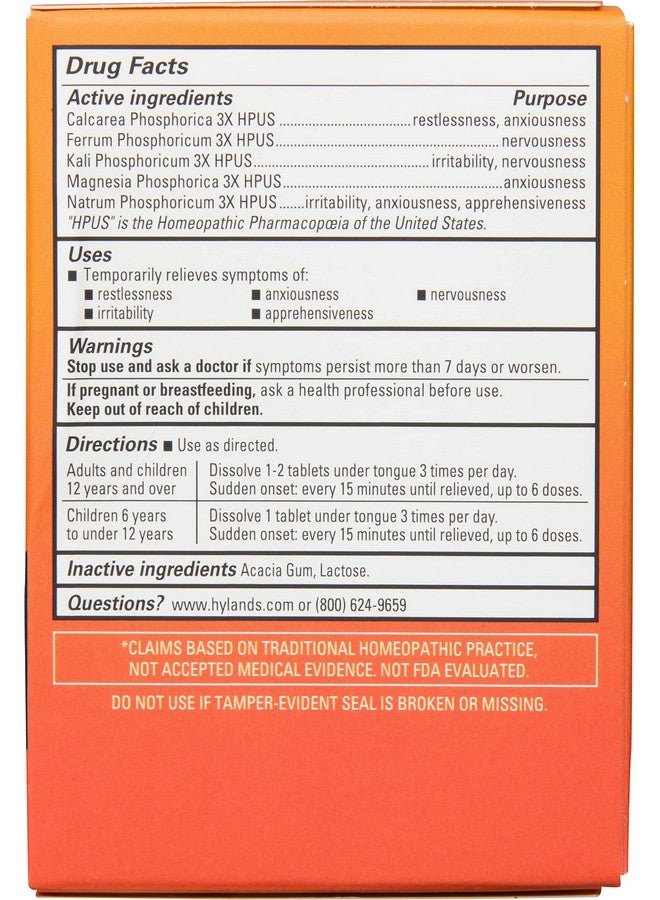 Drug Facts
Active ingredients Purpose
Calcarea Phosphorica 3X HPUS ................................ restlessness, anxiousness
Ferrum Phosphoricum 3X HPUS ...................................................... nervousness
Kali Phosphoricum 3X HPUS .......................................... irritability, nervousness
Magnesia Phosphorica 3X HPUS ..................................................... anxiousness
Natrum Phosphoricum 3X HPUS ...... irritability, anxiousness, apprehensiveness
"HPUS" is the Homeopathic Pharmacopœia of the United States.
Uses
■ Temporarily relieves symptoms of:
■ restlessness ■ anxiousness ■ nervousness
■ irritability ■ apprehensiveness
Warnings
Stop use and ask a doctor if symptoms persist more than 7 days or worsen.
If pregnant or breastfeeding, ask a health professional before use.
Keep out of reach of children.
Directions ■ Use as directed.
Adults and children Dissolve 1-2 tablets under tongue 3 times per day.
12 years and over Sudden onset: every 15 minutes until relieved, up to 6 doses.
Children 6 years Dissolve 1 tablet under tongue 3 times per day.
to under 12 years Sudden onset: every 15 minutes until relieved, up to 6 doses.
Inactive ingredients Acacia Gum, Lactose.
Questions? www.hylands.com or (800) 624-9659
*CLAIMS BASED ON TRADITIONAL HOMEOPATHIC PRACTICE,
NOT ACCEPTED MEDICAL EVIDENCE. NOT FDA EVALUATED.
DO NOT USE IF TAMPER-EVIDENT SEAL IS BROKEN OR MISSING.